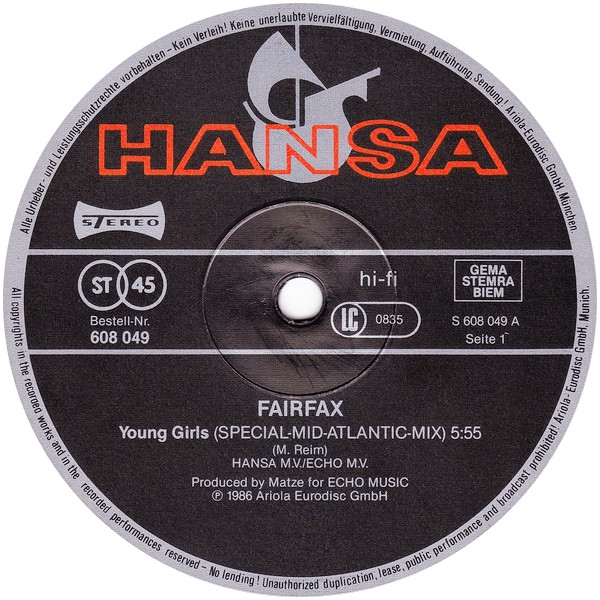 Alle Urheber- und Leistungsschutzrechte vorbehalten - Kein Verleih! Keine unerlaubte Vervielfältigung, Vermietung, Aufführung, Sendung! Ariola-Eurodisc GmbH, München.
HANSA
STEREO
ST 45
Bestell-Nr.
608 049
hi-fi
LC 0835
GEMA
STEMRA
BIEM
S 608 049 A
Seite 1
FAIRFAX
Young Girls (SPECIAL-MID-ATLANTIC-MIX) 5:55
(M. Reim)
HANSA M.V./ECHO M.V.
Produced by Matze for ECHO MUSIC
℗ 1986 Ariola Eurodisc GmbH
All copyrights in the recorded works and in the recorded performances reserved - No lending! Unauthorized duplication, lease, public performance and broadcast prohibited! Ariola- Eurodisc GmbH, Munich.